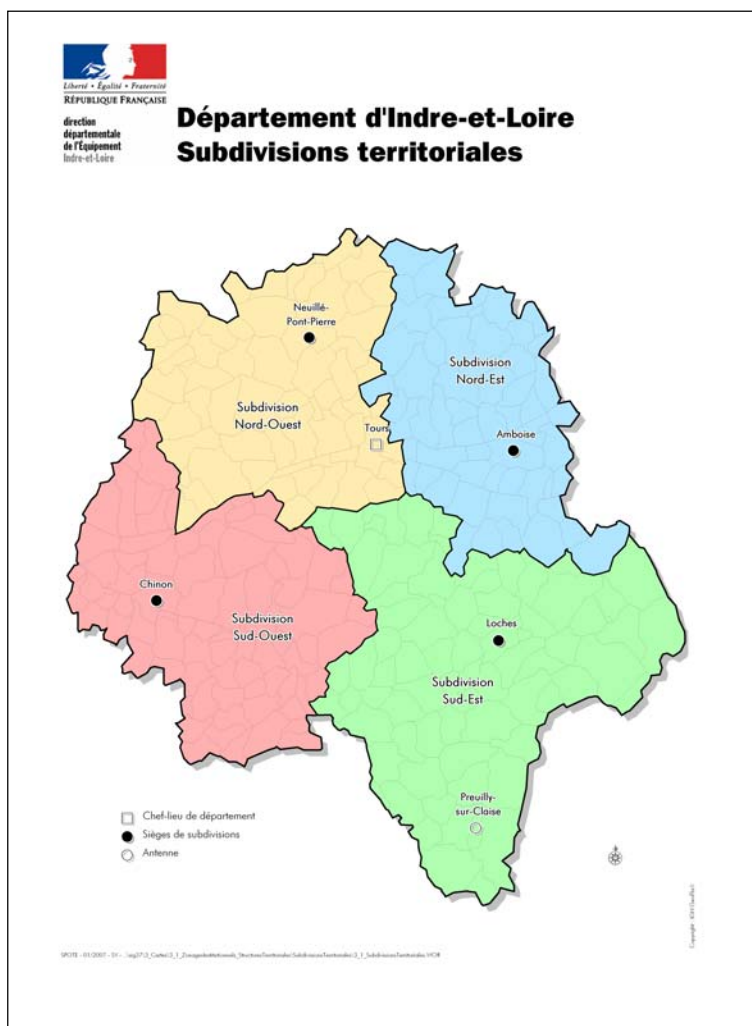 Liberté • Égalité • Fraternité
RÉPUBLIQUE FRANÇAISE
direction
départementale
de l'Équipement
Indre-et-Loire
Département d'Indre-et-Loire
Subdivisions territoriales
Neuillé-
Pont-Pierre
Subdivision
Nord-Est
Subdivision
Nord-Ouest
Tours
Amboise
Chinon
Subdivision
Sud-Ouest
Loches
Subdivision
Sud-Est
Preuilly-
sur-Claise
Chef-lieu de département
Sièges de subdivisions
Antenne
Copyright